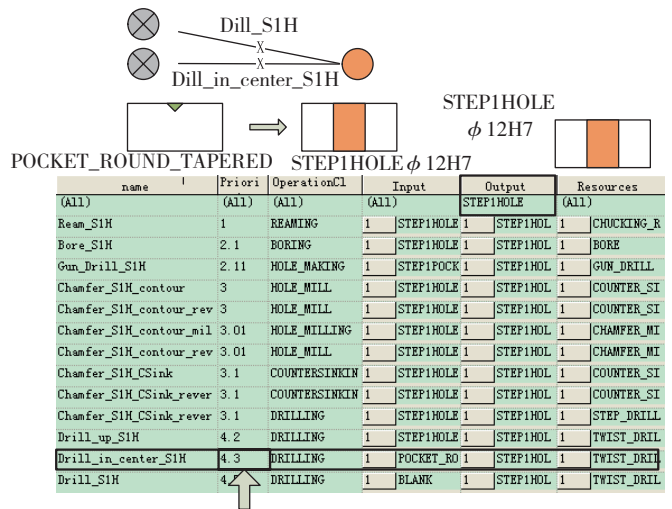 Dill_S1H
X
X
Dill_in_center_S1H
STEP1HOLE
ϕ 12H7
POCKET_ROUND_TAPERED STEP1HOLE ϕ 12H7
name Priori OperationCl Input Output Resources
(All) (All) (All) (All) STEP1HOLE (All)
Ream_S1H 1 REAMING 1 STEP1HOLE 1 STEP1HOL 1 CHUCKING_R
Bore_S1H 2.1 BORING 1 STEP1HOLE 1 STEP1HOL 1 BORE
Gun_Drill_S1H 2.11 HOLE_MAKING 1 STEP1POCK 1 STEP1HOL 1 GUN_DRILL
Chamfer_S1H_contour 3 HOLE_MILL 1 STEP1HOLE 1 STEP1HOL 1 COUNTER_SI
Chamfer_S1H_contour_rev 3 HOLE_MILL 1 STEP1HOLE 1 STEP1HOL 1 COUNTER_SI
Chamfer_S1H_contour_mil 3.01 HOLE_MILLING 1 STEP1HOLE 1 STEP1HOL 1 CHAMFER_MI
Chamfer_S1H_contour_rev 3.01 HOLE_MILL 1 STEP1HOLE 1 STEP1HOL 1 CHAMFER_MI
Chamfer_S1H_CSink 3.1 COUNTERSINKIN 1 STEP1HOLE 1 STEP1HOL 1 COUNTER_SI
Chamfer_S1H_CSink_rever 3.1 COUNTERSINKIN 1 STEP1HOLE 1 STEP1HOL 1 COUNTER_SI
Chamfer_S1H_CSink_rever 3.1 DRILLING 1 STEP1HOLE 1 STEP1HOL 1 STEP_DRILL
Drill_up_S1H 4.2 DRILLING 1 STEP1HOLE 1 STEP1HOL 1 TWIST_DRIL
Drill_in_center_S1H 4.3 DRILLING 1 POCKET_RO 1 STEP1HOL 1 TWIST_DRIL
Drill_S1H DRILLING 1 BLANK 1 STEP1HOL 1 TWIST_DRIL